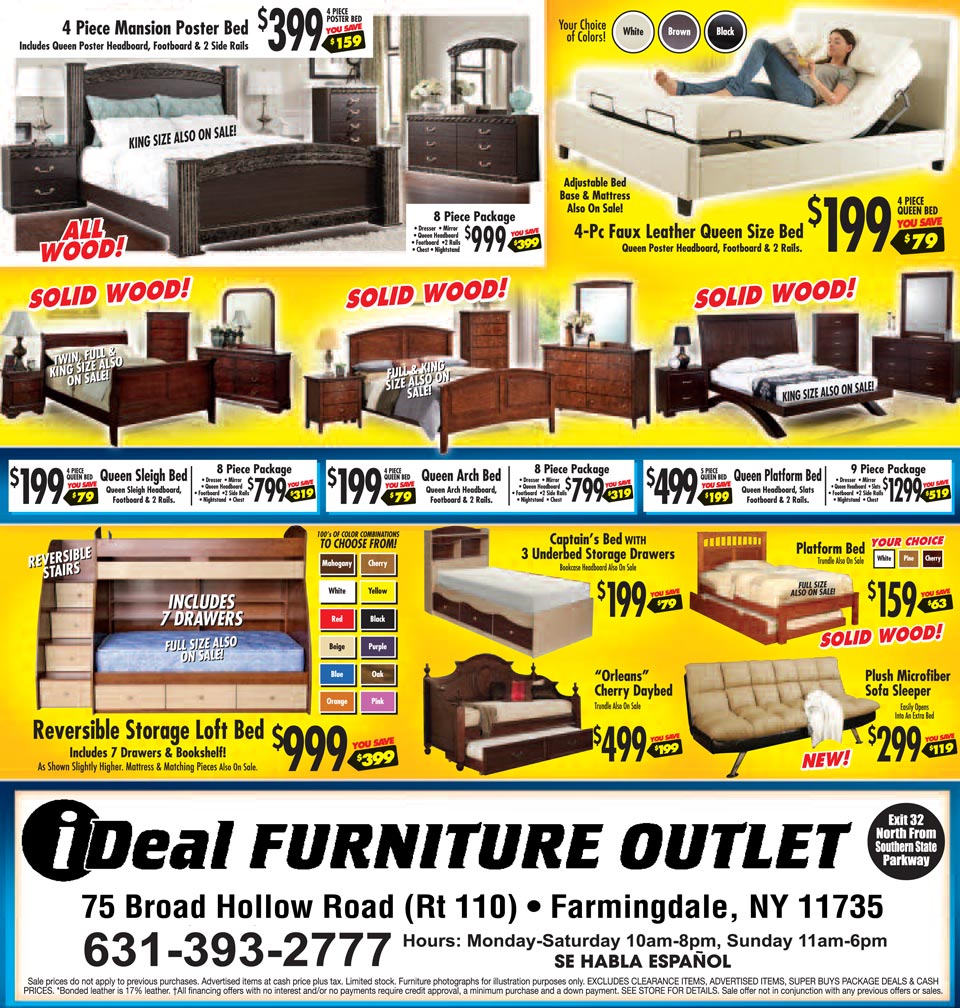 4 Piece Mansion Poster Bed
Includes Queen Poster Headboard, Footboard & 2 Side Rails
$399
4 PIECE
POSTER BED
YOU SAVE
$159
KING SIZE ALSO ON SALE!
ALL
WOOD!
8 Piece Package
• Dresser • Mirror
• Queen Headboard
• Footboard • 2 Rails
• Chest • Nightstand
$999
YOU SAVE
$399
Your Choice
of Colors!
White
Brown
Black
Adjustable Bed
Base & Mattress
Also On Sale!
4-Pc Faux Leather Queen Size Bed
Queen Poster Headboard, Footboard & 2 Rails.
$199
4 PIECE
QUEEN BED
YOU SAVE
$79
SOLID WOOD!
TWIN, FULL &
KING SIZE ALSO
ON SALE!
SOLID WOOD!
FULL & KING
SIZE ALSO ON
SALE!
SOLID WOOD!
KING SIZE ALSO ON SALE!
$199
4 PIECE
QUEEN BED
YOU SAVE
$79
Queen Sleigh Bed
Queen Sleigh Headboard,
Footboard & 2 Rails.
8 Piece Package
• Dresser • Mirror
• Queen Headboard
• Footboard • 2 Side Rails
• Nightstand • Chest
$799
YOU SAVE
$319
$199
4 PIECE
QUEEN BED
YOU SAVE
$79
Queen Arch Bed
Queen Arch Headboard,
Footboard & 2 Rails.
8 Piece Package
• Dresser • Mirror
• Queen Headboard
• Footboard • 2 Side Rails
• Nightstand • Chest
$799
YOU SAVE
$319
$499
5 PIECE
QUEEN BED
YOU SAVE
$199
Queen Platform Bed
Queen Headboard, Slats
Footboard & 2 Rails.
9 Piece Package
• Dresser • Mirror
• Queen Headboard • Slats
• Footboard • 2 Side Rails
• Nightstand • Chest
$1299
YOU SAVE
$519
REVERSIBLE
STAIRS
INCLUDES
7 DRAWERS
FULL SIZE ALSO
ON SALE!
100's OF COLOR COMBINATIONS
TO CHOOSE FROM!
Mahogany Cherry
White Yellow
Red Black
Beige Purple
Blue Oak
Orange Pink
Reversible Storage Loft Bed
Includes 7 Drawers & Bookshelf!
As Shown Slightly Higher. Mattress & Matching Pieces Also On Sale.
$999
YOU SAVE
$399
Captain's Bed WITH
3 Underbed Storage Drawers
Bookcase Headboard Also On Sale
$199
YOU SAVE
$79
Platform Bed
Trundle Also On Sale
YOUR CHOICE
White Pine Cherry
FULL SIZE
ALSO ON SALE!
$159
YOU SAVE
$63
SOLID WOOD!
"Orleans"
Cherry Daybed
Trundle Also On Sale
$499
YOU SAVE
$199
Plush Microfiber
Sofa Sleeper
Easily Opens
Into An Extra Bed
NEW!
$299
YOU SAVE
$119
iDeal FURNITURE OUTLET
Exit 32
North From
Southern State
Parkway
75 Broad Hollow Road (Rt 110) • Farmingdale, NY 11735
631-393-2777
Hours: Monday-Saturday 10am-8pm, Sunday 11am-6pm
SE HABLA ESPAÑOL
Sale prices do not apply to previous purchases. Advertised items at cash price plus tax. Limited stock. Furniture photographs for illustration purposes only. EXCLUDES CLEARANCE ITEMS, ADVERTISED ITEMS, SUPER BUYS PACKAGE DEALS & CASH
PRICES. *Bonded leather is 17% leather. †All financing offers with no interest and/or no payments require credit approval, a minimum purchase and a down payment. SEE STORE FOR DETAILS. Sale offer not in conjunction with any previous offers or sales.